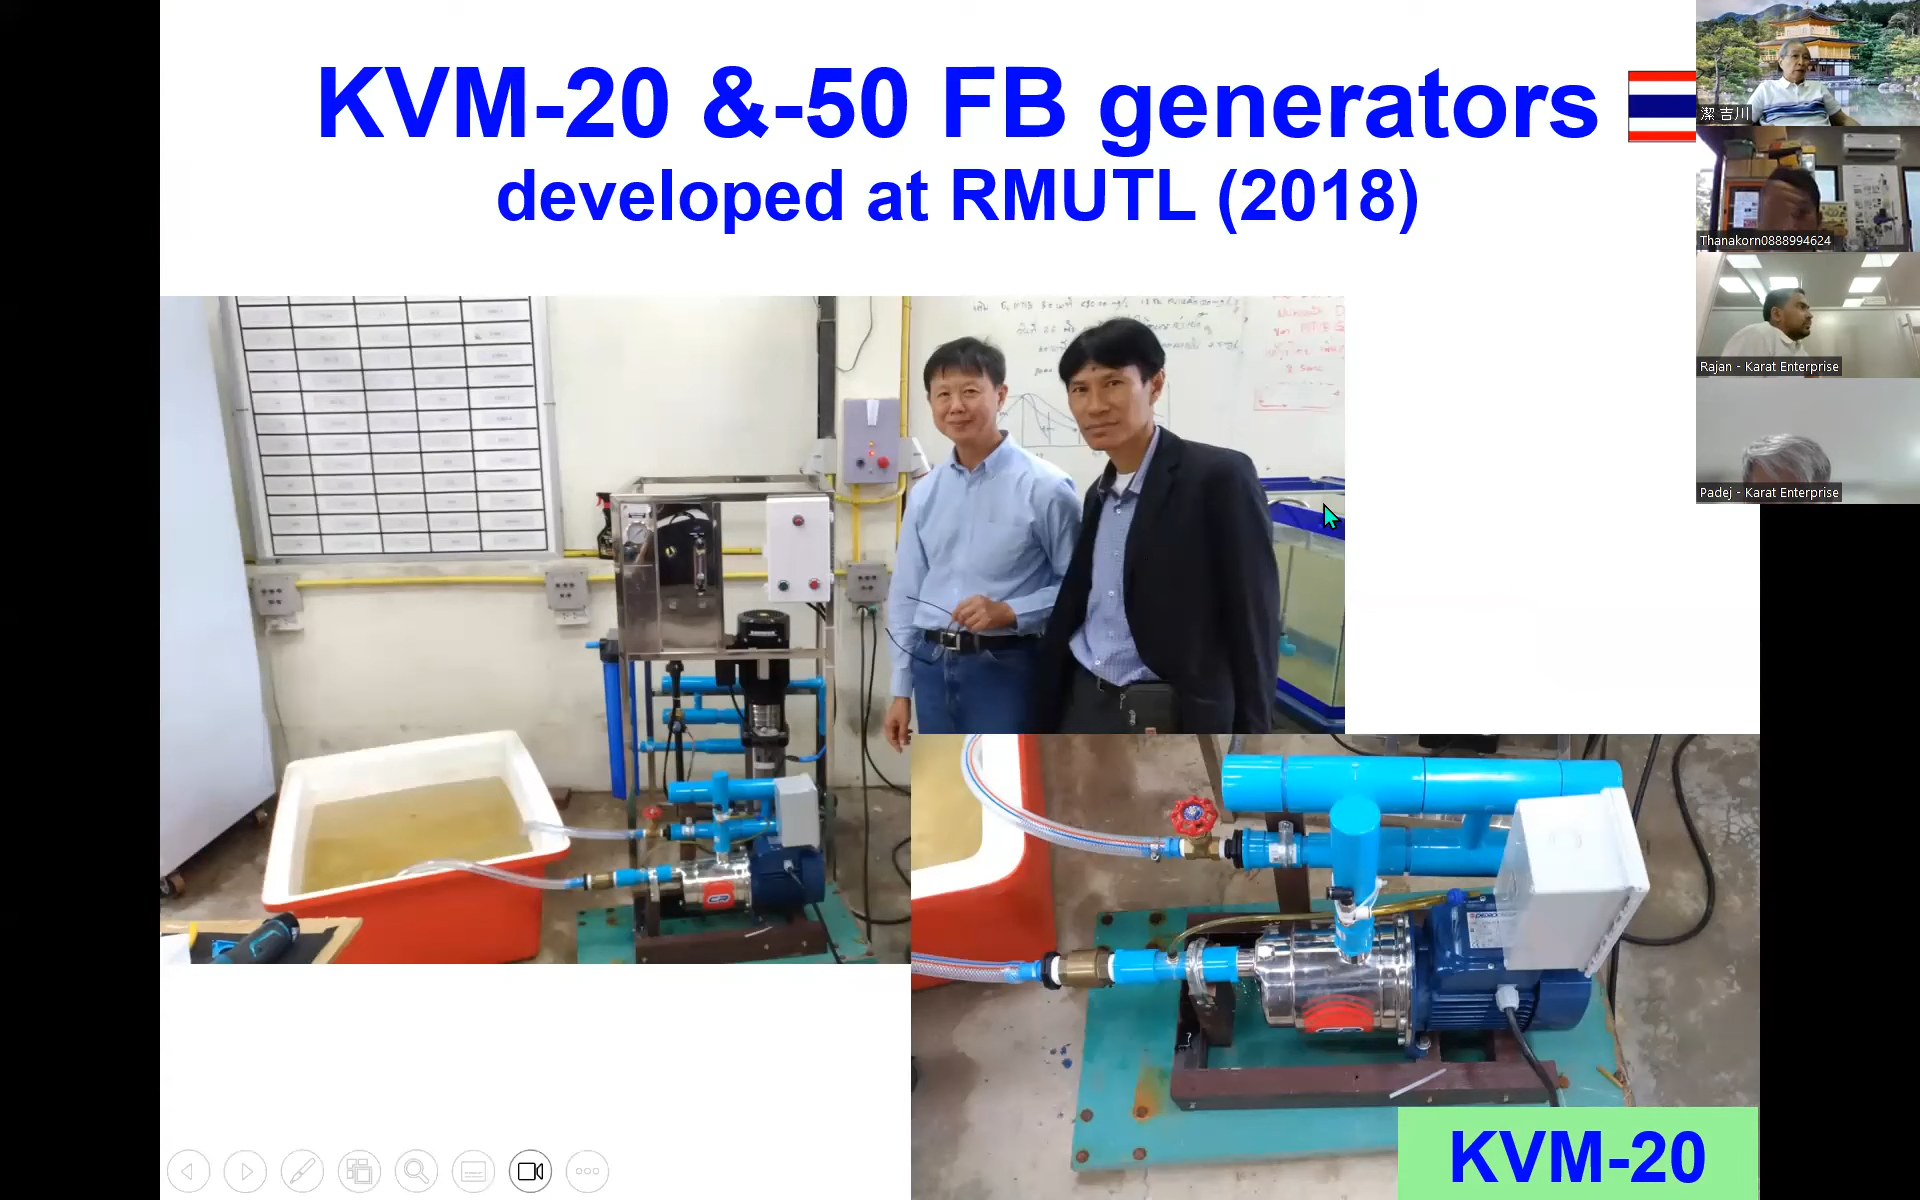 KVM-20 &-50 FB generators
developed at RMUTL (2018)
潔 吉川
Thanakorn0888994624
Rajan - Karat Enterprise
Padej - Karat Enterprise
KVM-20